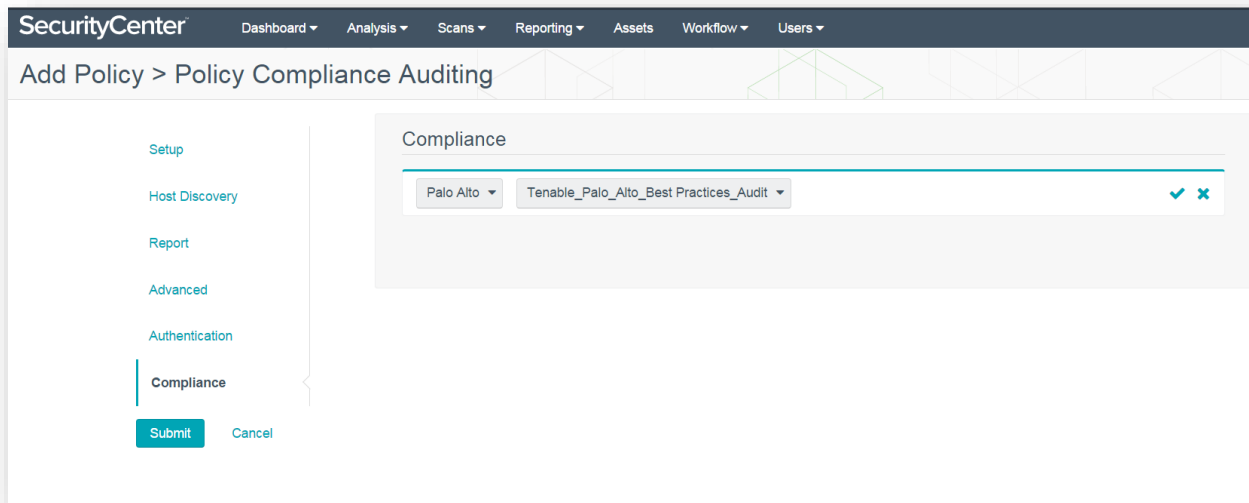 SecurityCenter Dashboard Analysis Scans Reporting Assets Workflow Users
Add Policy > Policy Compliance Auditing
Setup
Host Discovery
Report
Advanced
Authentication
Compliance
Submit Cancel
Compliance
Palo Alto Tenable_Palo_Alto_Best Practices_Audit